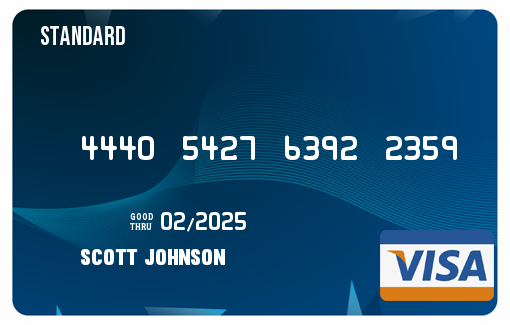 STANDARD
4440 5427 6392 2359
GOOD THRU 02/2025
SCOTT JOHNSON
VISA